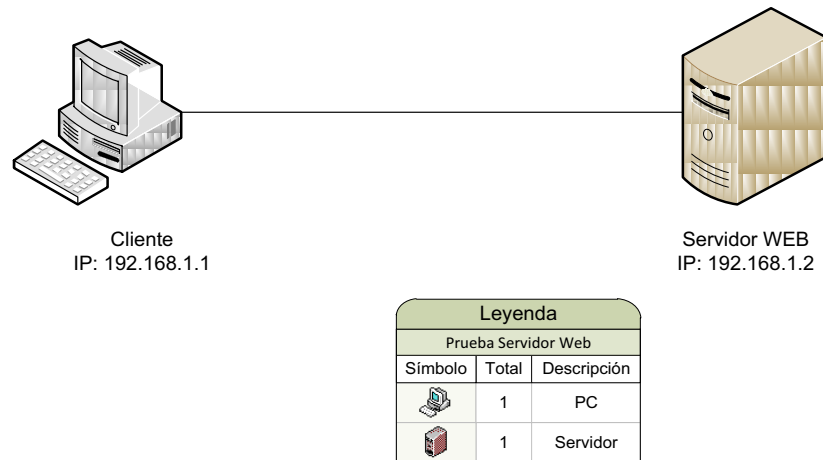 Cliente
IP: 192.168.1.1
Servidor WEB
IP: 192.168.1.2
Leyenda
Prueba Servidor Web
Símbolo Total Descripción
1 PC
1 Servidor